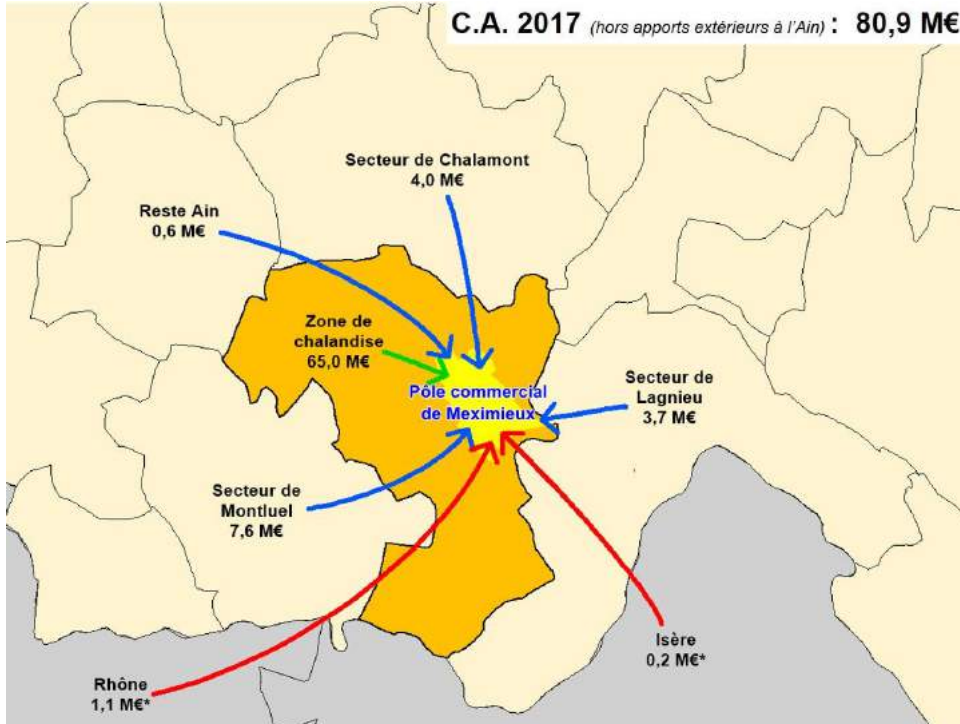 C.A. 2017 (hors apports extérieurs à l'Ain) : 80,9 M€
Secteur de Chalamont
4,0 M€
Reste Ain
0,6 M€
Zone de
chalandise
65,0 M€
Pôle commercial
de Meximieux
Secteur de
Lagnieu
3,7 M€
Secteur de
Montluel
7,6 M€
Isère
0,2 M€*
Rhône
1,1 M€*